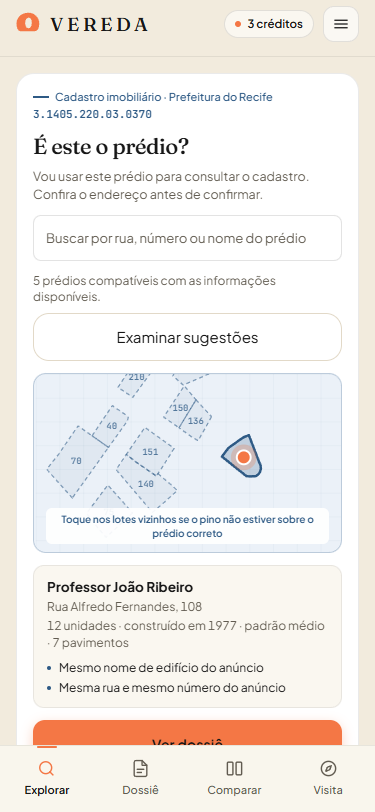 VEREDA
3 créditos
Cadastro imobiliário · Prefeitura do Recife
3.1405.220.03.0370
É este o prédio?
Vou usar este prédio para consultar o cadastro.
Confira o endereço antes de confirmar.
Buscar por rua, número ou nome do prédio
5 prédios compatíveis com as informações
disponíveis.
Examinar sugestões
210
150
136
40
151
70
140
Toque nos lotes vizinhos se o pino não estiver sobre o
prédio correto
Professor João Ribeiro
Rua Alfredo Fernandes, 108
12 unidades · construído em 1977 · padrão médio
· 7 pavimentos
• Mesmo nome de edifício do anúncio
• Mesma rua e mesmo número do anúncio
Ver dossiê
Explorar
Dossiê
Comparar
Visita